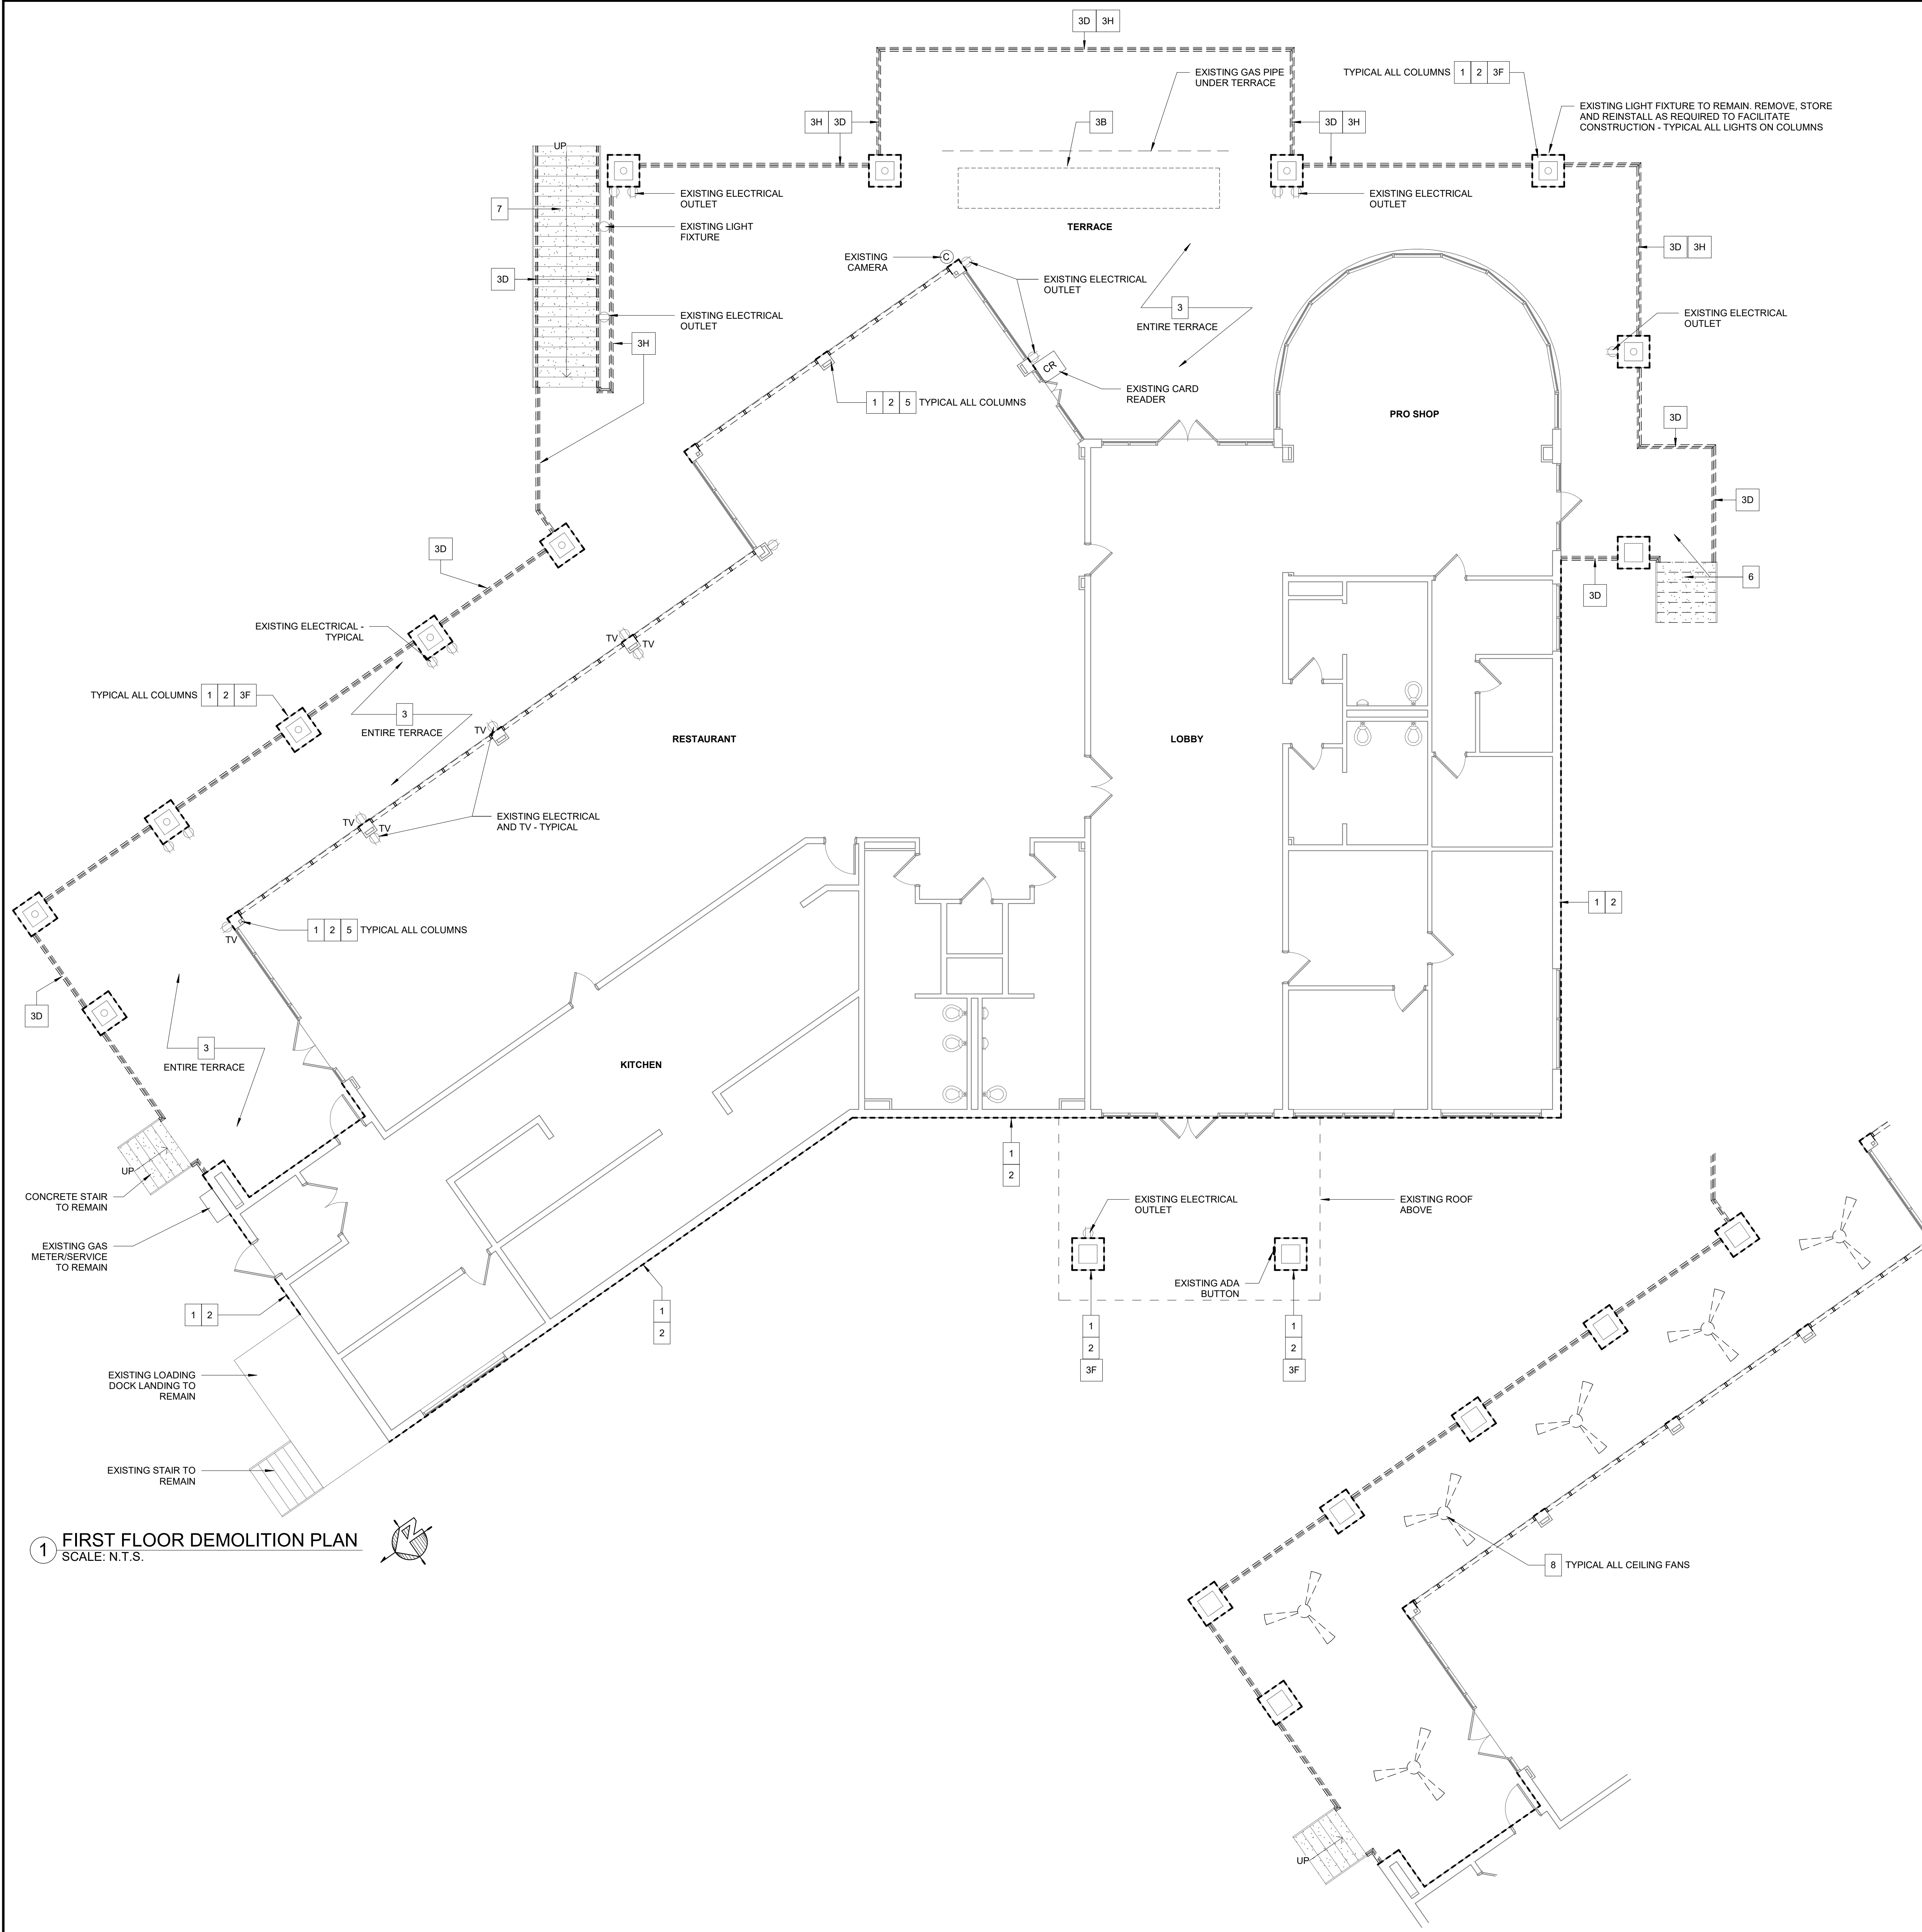 3D 3H
EXISTING GAS PIPE
UNDER TERRACE
TYPICAL ALL COLUMNS 1 2 3F
EXISTING LIGHT FIXTURE TO REMAIN. REMOVE, STORE
AND REINSTALL AS REQUIRED TO FACILITATE
CONSTRUCTION - TYPICAL ALL LIGHTS ON COLUMNS
3H 3D
3B
3D 3H
UP
EXISTING ELECTRICAL
OUTLET
EXISTING ELECTRICAL
OUTLET
7
EXISTING LIGHT
FIXTURE
TERRACE
3D 3H
EXISTING
CAMERA
C
3D
EXISTING ELECTRICAL
OUTLET
3
ENTIRE TERRACE
EXISTING ELECTRICAL
OUTLET
EXISTING ELECTRICAL
OUTLET
3H
CR
EXISTING CARD
READER
1 2 5 TYPICAL ALL COLUMNS
PRO SHOP
3D
3D
3D
6
3D
EXISTING ELECTRICAL -
TYPICAL
TV
TV
TYPICAL ALL COLUMNS 1 2 3F
3
ENTIRE TERRACE
TV
RESTAURANT
LOBBY
EXISTING ELECTRICAL
AND TV - TYPICAL
TV
TV
1 2
1 2 5 TYPICAL ALL COLUMNS
TV
3D
3
ENTIRE TERRACE
KITCHEN
1
2
UP
CONCRETE STAIR
TO REMAIN
EXISTING ELECTRICAL
OUTLET
EXISTING ROOF
ABOVE
EXISTING GAS
METER/SERVICE
TO REMAIN
EXISTING ADA
BUTTON
1 2
1
2
1
2
3F
1
2
3F
EXISTING LOADING
DOCK LANDING TO
REMAIN
EXISTING STAIR TO
REMAIN
1 FIRST FLOOR DEMOLITION PLAN
SCALE: N.T.S.
8 TYPICAL ALL CEILING FANS
UP